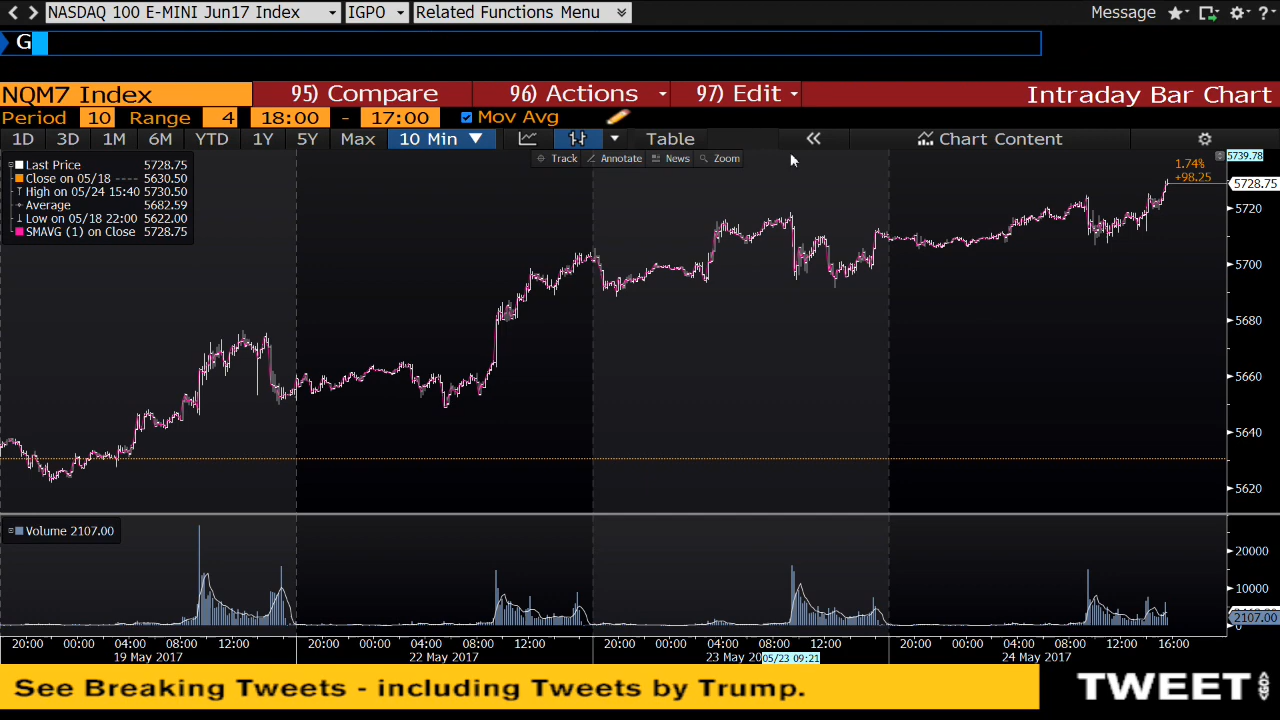 NASDAQ 100 E-MINI Jun17 Index IGPO Related Functions Menu Message ?
G
NQM7 Index 95) Compare 96) Actions 97) Edit Intraday Bar Chart
Period 10 Range 4 18:00 - 17:00 Mov Avg
1D 3D 1M 6M YTD 1Y 5Y Max 10 Min Table Chart Content
Track Annotate News Zoom
Last Price 5728.75
Close on 05/18 ---- 5630.50
High on 05/24 15:40 5730.50
Average 5682.59
Low on 05/18 22:00 5622.00
SMAVG (1) on Close 5728.75
1.74%
+98.25
5739.78
5728.75
5720
5700
5680
5660
5640
5620
Volume 2107.00
20000
10000
2107.00
0
20:00 00:00 04:00 08:00 12:00 20:00 00:00 04:00 08:00 12:00 20:00 00:00 04:00 08:00 12:00 20:00 00:00 04:00 08:00 12:00 16:00
19 May 2017 22 May 2017 23 May 20 05/23 09:21 24 May 2017
See Breaking Tweets - including Tweets by Trump.
TWEET <GO>